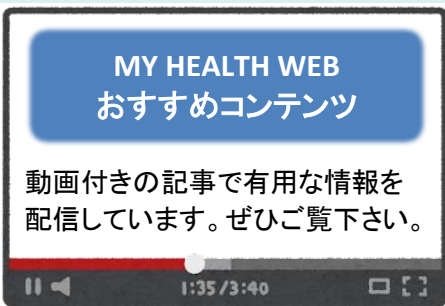 MY HEALTH WEB
おすすめコンテンツ
動画付きの記事で有用な情報を
配信しています。ぜひご覧下さい。
1:35/3:40